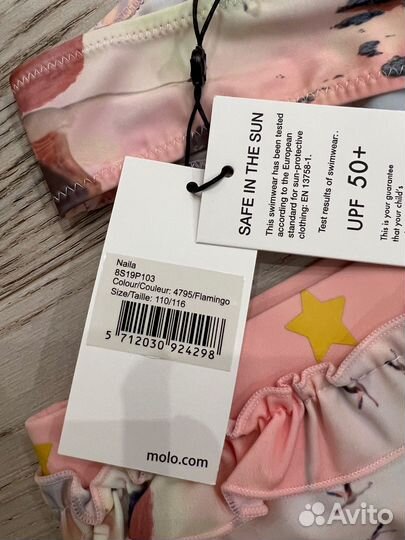 Naila
8S19P103
Colour/Couleur: 4795/Flamingo
Size/Taille: 110/116
5 712030 924298
molo.com
SAFE IN THE SUN
This swimwear has been tested
according to the European
standard for sun-protective
clothing: EN 13758-1.
Test results of swimwear:
UPF 50+
This is your guarantee
that your child is
Avito